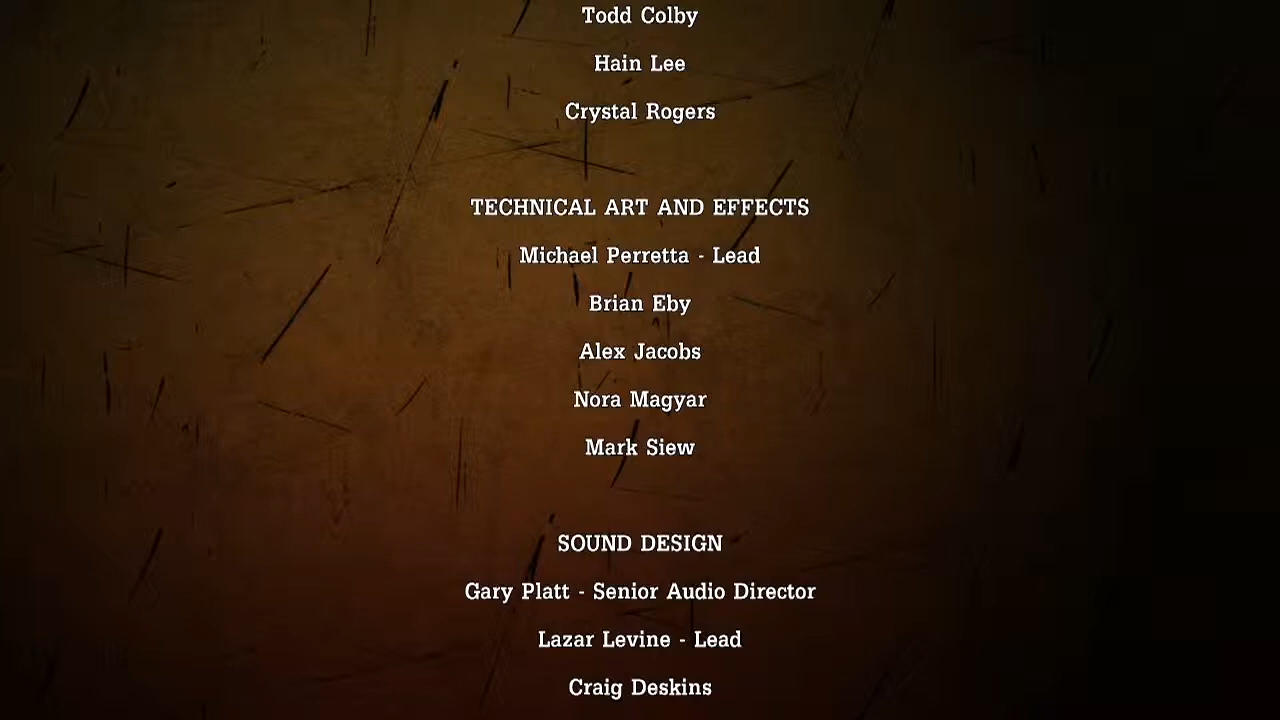 Todd Colby
Hain Lee
Crystal Rogers
TECHNICAL ART AND EFFECTS
Michael Perretta - Lead
Brian Eby
Alex Jacobs
Nora Magyar
Mark Siew
SOUND DESIGN
Gary Platt - Senior Audio Director
Lazar Levine - Lead
Craig Deskins